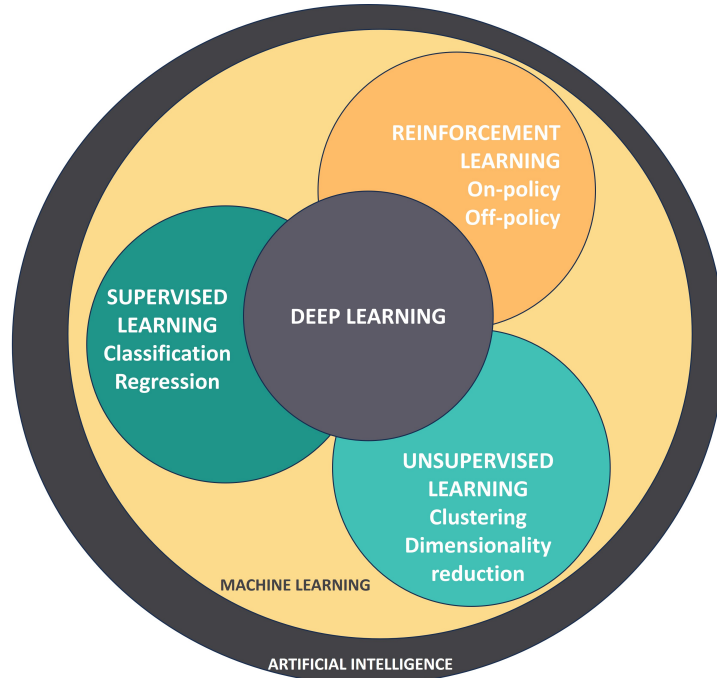 REINFORCEMENT
LEARNING
On-policy
Off-policy
SUPERVISED
LEARNING
Classification
Regression
DEEP LEARNING
UNSUPERVISED
LEARNING
Clustering
Dimensionality
reduction
MACHINE LEARNING
ARTIFICIAL INTELLIGENCE